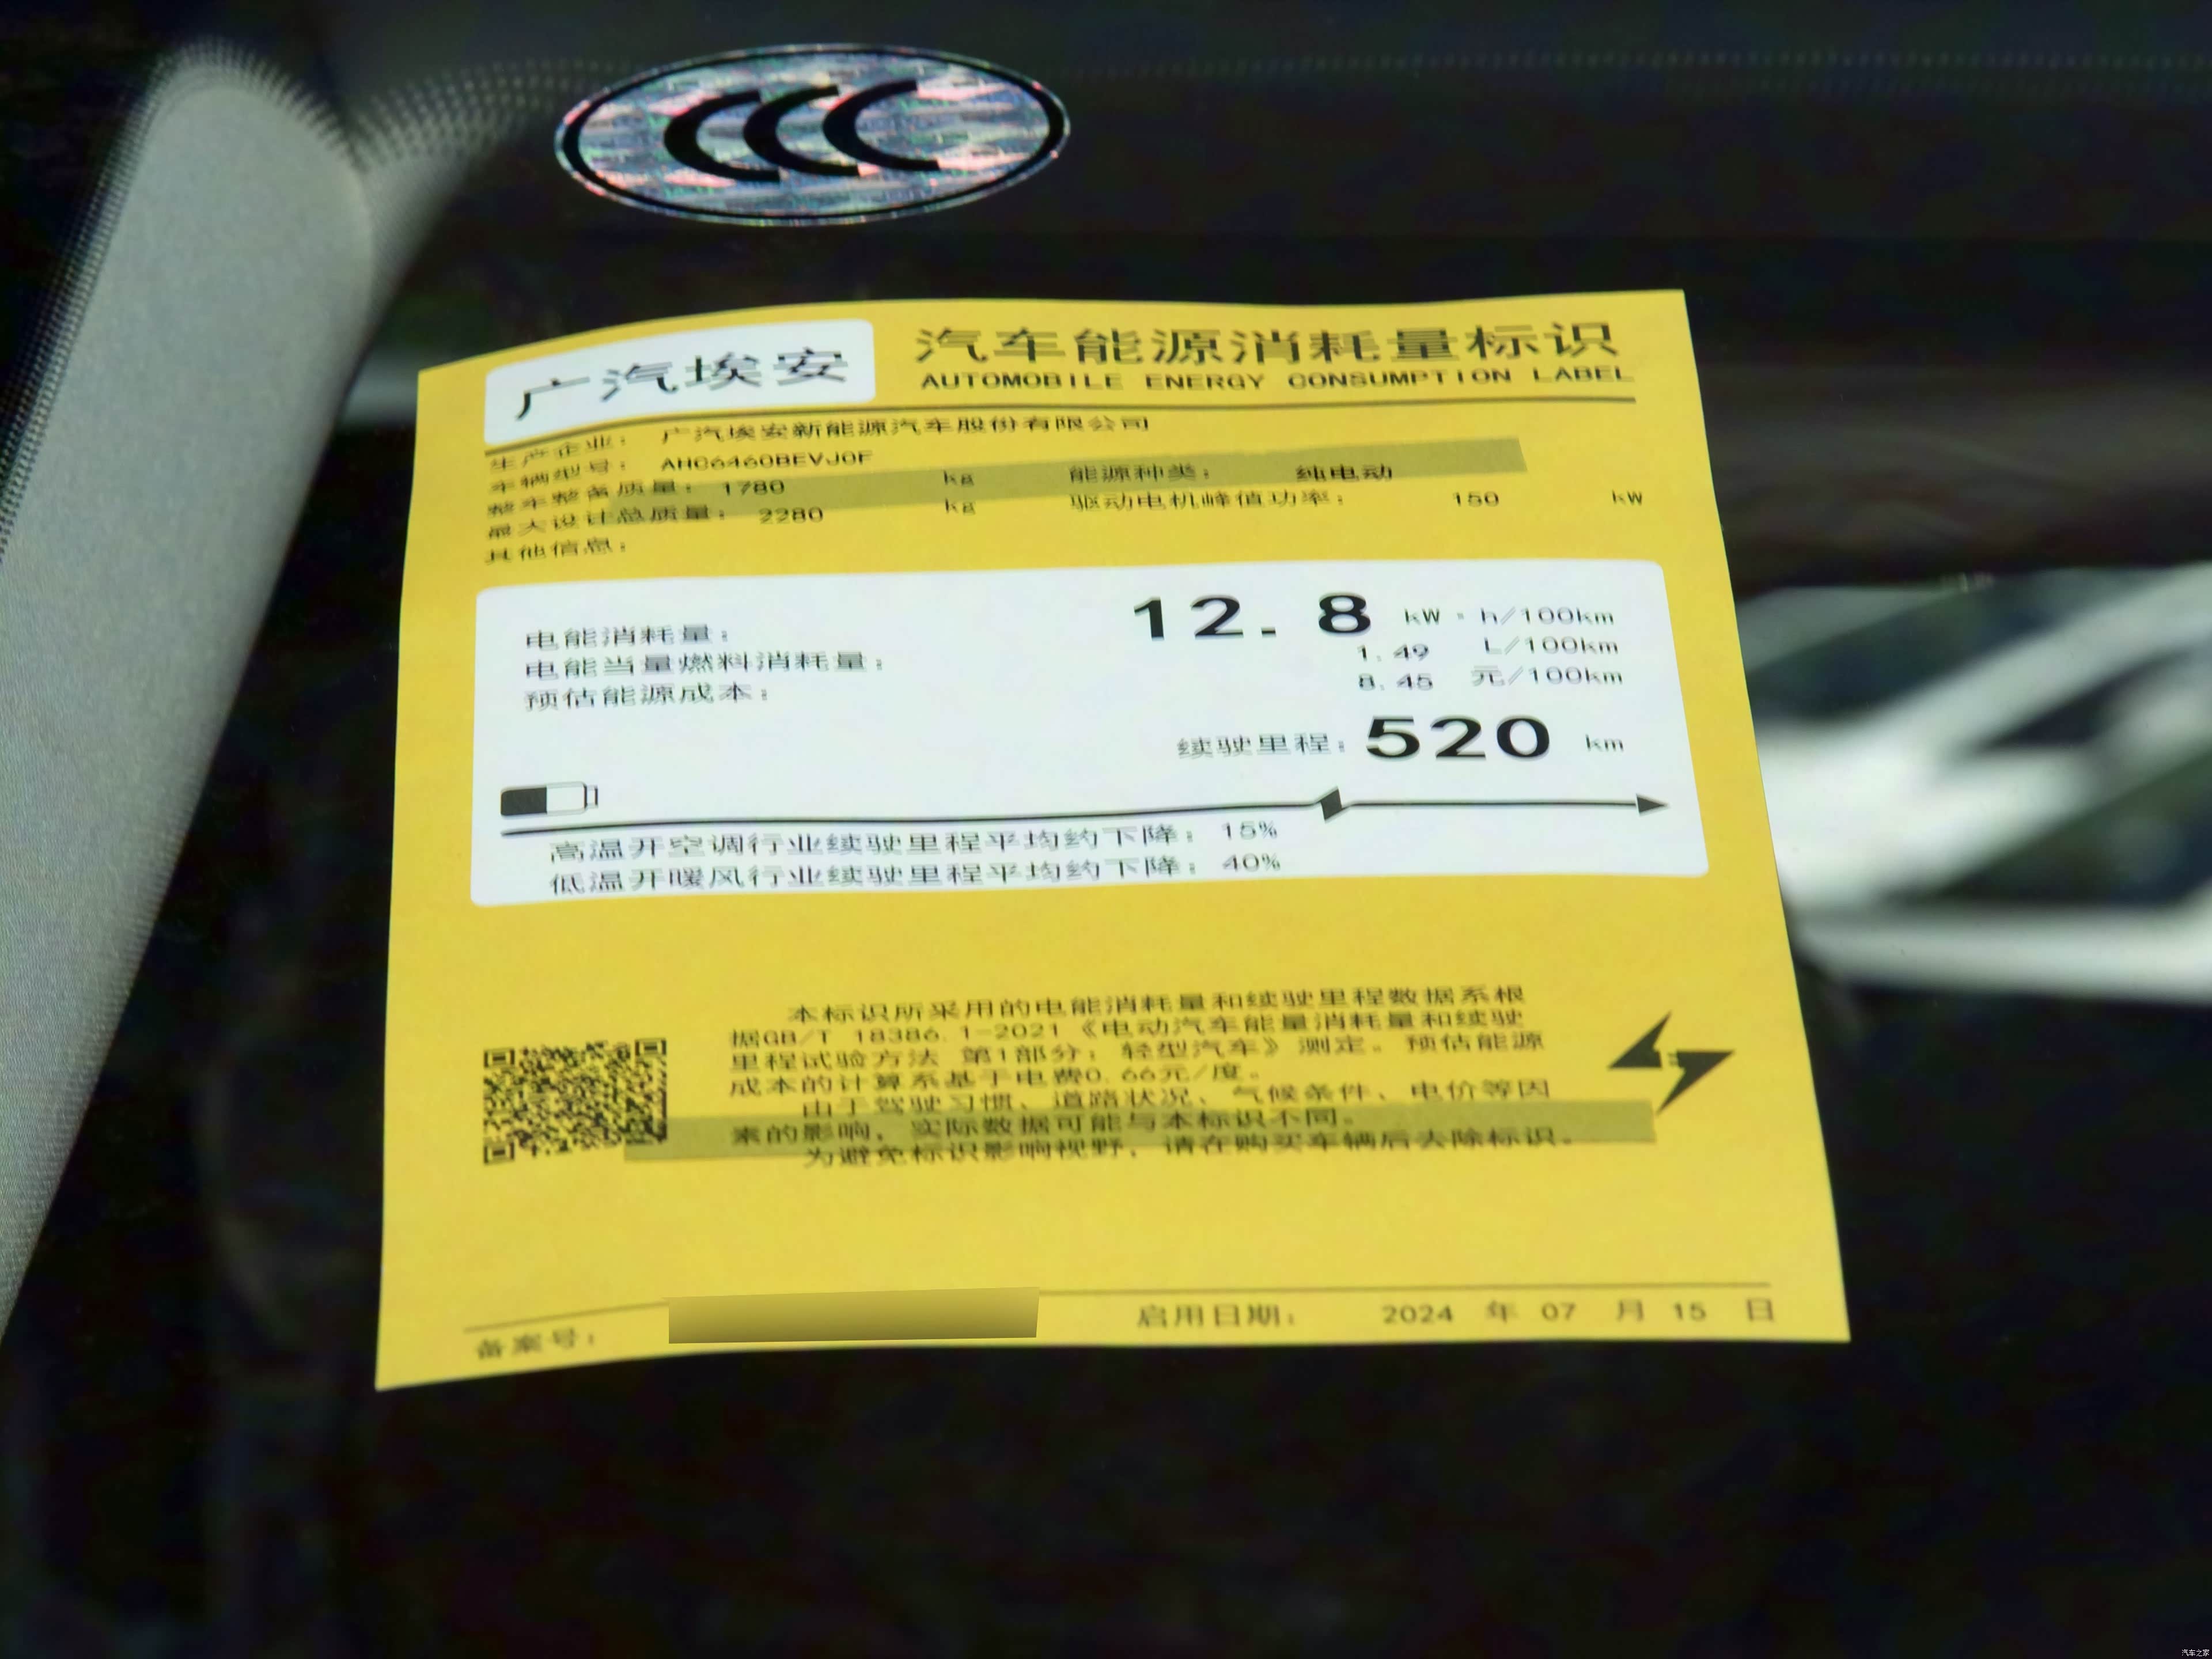 CCC
广汽埃安
汽车能源消耗量标识
AUTOMOBILE ENERGY CONSUMPTION LABEL
生产企业: 广汽埃安新能源汽车股份有限公司
车辆型号: AHC6460BEVJ0F
整车整备质量: 1780 kg 能源种类: 纯电动
最大设计总质量: 2280 kg 驱动电机峰值功率: 150 kW
其他信息:
电能消耗量: 12.8 kW·h/100km
电能当量燃料消耗量: 1.49 L/100km
预估能源成本: 8.45 元/100km
续驶里程: 520 km
高温开空调行业续驶里程平均约下降: 15%
低温开暖风行业续驶里程平均约下降: 40%
本标识所采用的电能消耗量和续驶里程数据系根
据GB/T 18386.1-2021《电动汽车能量消耗量和续驶
里程试验方法 第1部分: 轻型汽车》测定。预估能源
成本的计算系基于电费0.66元/度。
由于驾驶习惯、道路状况、气候条件、电价等因
素的影响，实际数据可能与本标识不同。
为避免标识影响视野，请在购买车辆后去除标识。
备案号: 启用日期: 2024 年 07 月 15 日
汽车之家